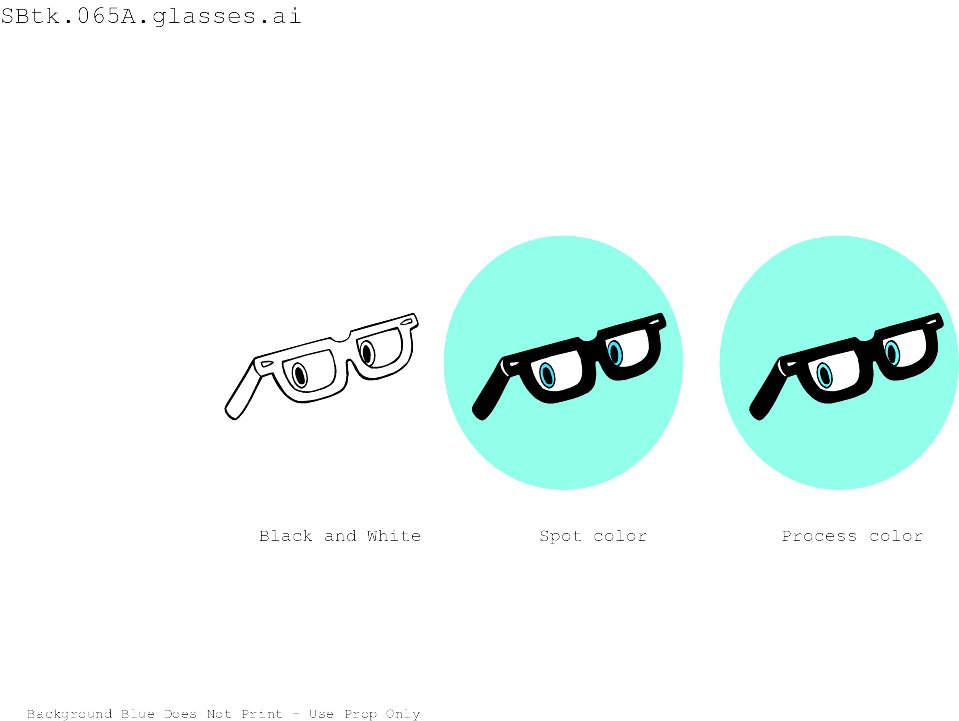 SBtk.065A.glasses.ai
Black and White
Spot color
Process color
Background Blue Does Not Print - Use Prop Only